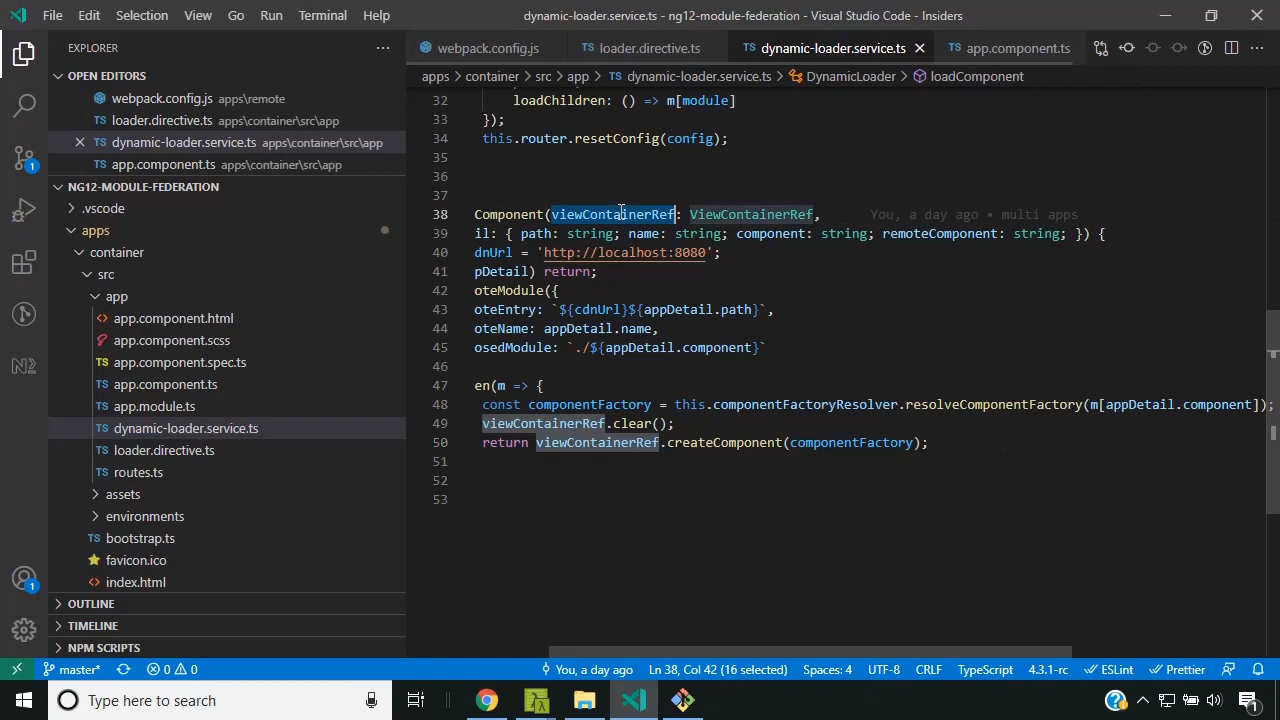 File Edit Selection View Go Run Terminal Help dynamic-loader.service.ts - ng12-module-federation - Visual Studio Code - Insiders
EXPLORER
webpack.config.js loader.directive.ts dynamic-loader.service.ts app.component.ts
OPEN EDITORS
webpack.config.js apps\remote
loader.directive.ts apps\container\src\app
dynamic-loader.service.ts apps\container\src\app
app.component.ts apps\container\src\app
NG12-MODULE-FEDERATION
.vscode
apps
container
src
app
app.component.html
app.component.scss
app.component.spec.ts
app.component.ts
app.module.ts
dynamic-loader.service.ts
loader.directive.ts
routes.ts
assets
environments
bootstrap.ts
favicon.ico
index.html
OUTLINE
TIMELINE
NPM SCRIPTS
apps > container > src > app > TS dynamic-loader.service.ts > DynamicLoader > loadComponent
32 loadChildren: () => m[module]
33 });
34 this.router.resetConfig(config);
35
36
37
38 Component(viewContainerRef: ViewContainerRef, You, a day ago • multi apps
39 il: { path: string; name: string; component: string; remoteComponent: string; }) {
40 dnUrl = 'http://localhost:8080';
41 pDetail) return;
42 oteModule({
43 oteEntry: `${cdnUrl}${appDetail.path}`,
44 oteName: appDetail.name,
45 osedModule: `./${appDetail.component}`
46
47 en(m => {
48 const componentFactory = this.componentFactoryResolver.resolveComponentFactory(m[appDetail.component]);
49 viewContainerRef.clear();
50 return viewContainerRef.createComponent(componentFactory);
51
52
53
master* 0 0 You, a day ago Ln 38, Col 42 (16 selected) Spaces: 4 UTF-8 CRLF TypeScript 4.3.1-rc ESLint Prettier
Type here to search